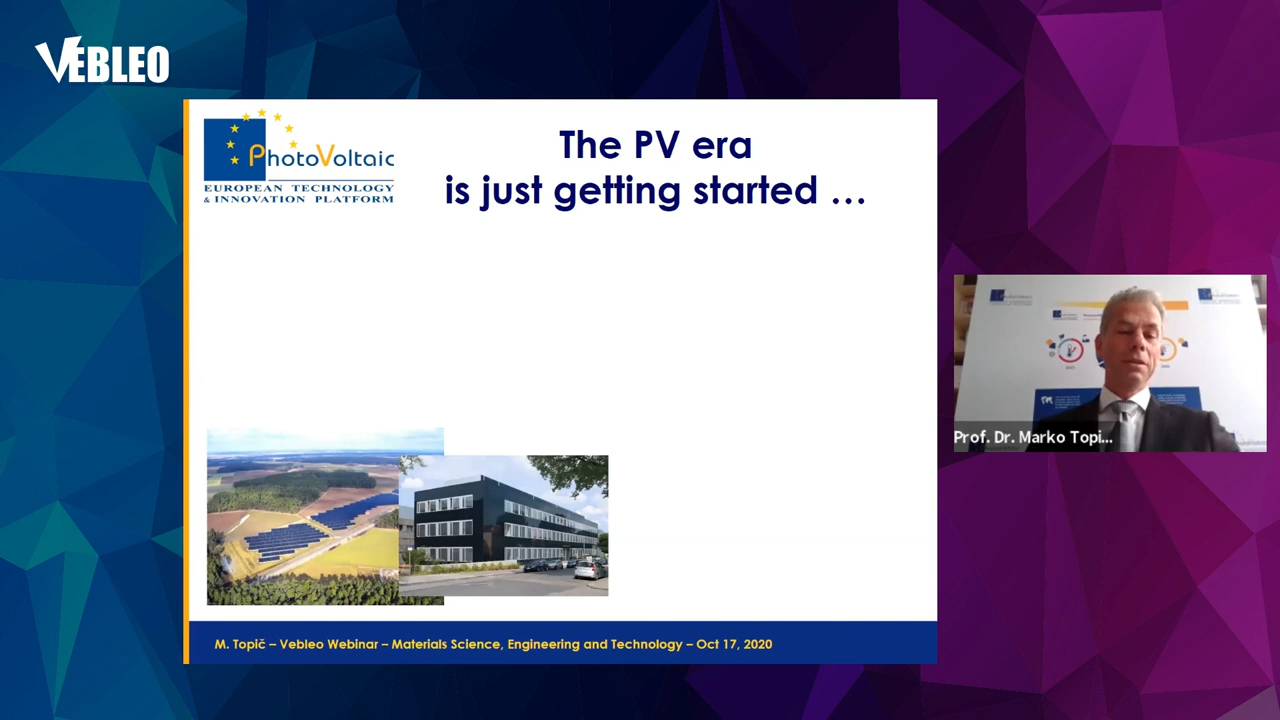 VEBLEO
PhotoVoltaic
EUROPEAN TECHNOLOGY
& INNOVATION PLATFORM
The PV era
is just getting started ...
Prof. Dr. Marko Topi...
M. Topič – Vebleo Webinar – Materials Science, Engineering and Technology – Oct 17, 2020